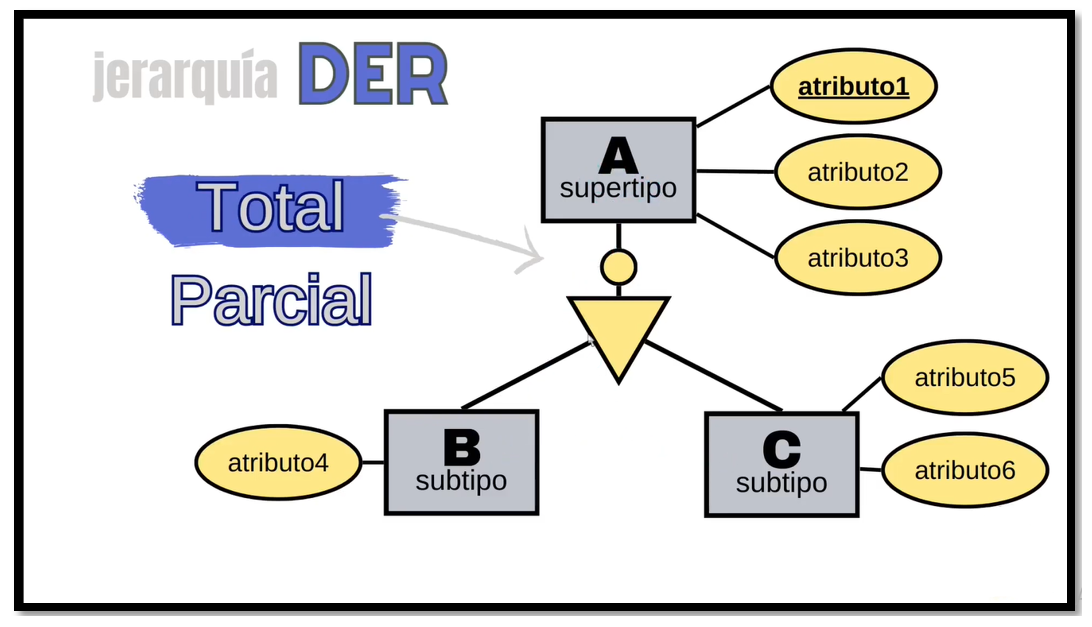 jerarquía DER
Total
Parcial
A
supertipo
atributo1
atributo2
atributo3
B
subtipo
atributo4
C
subtipo
atributo5
atributo6